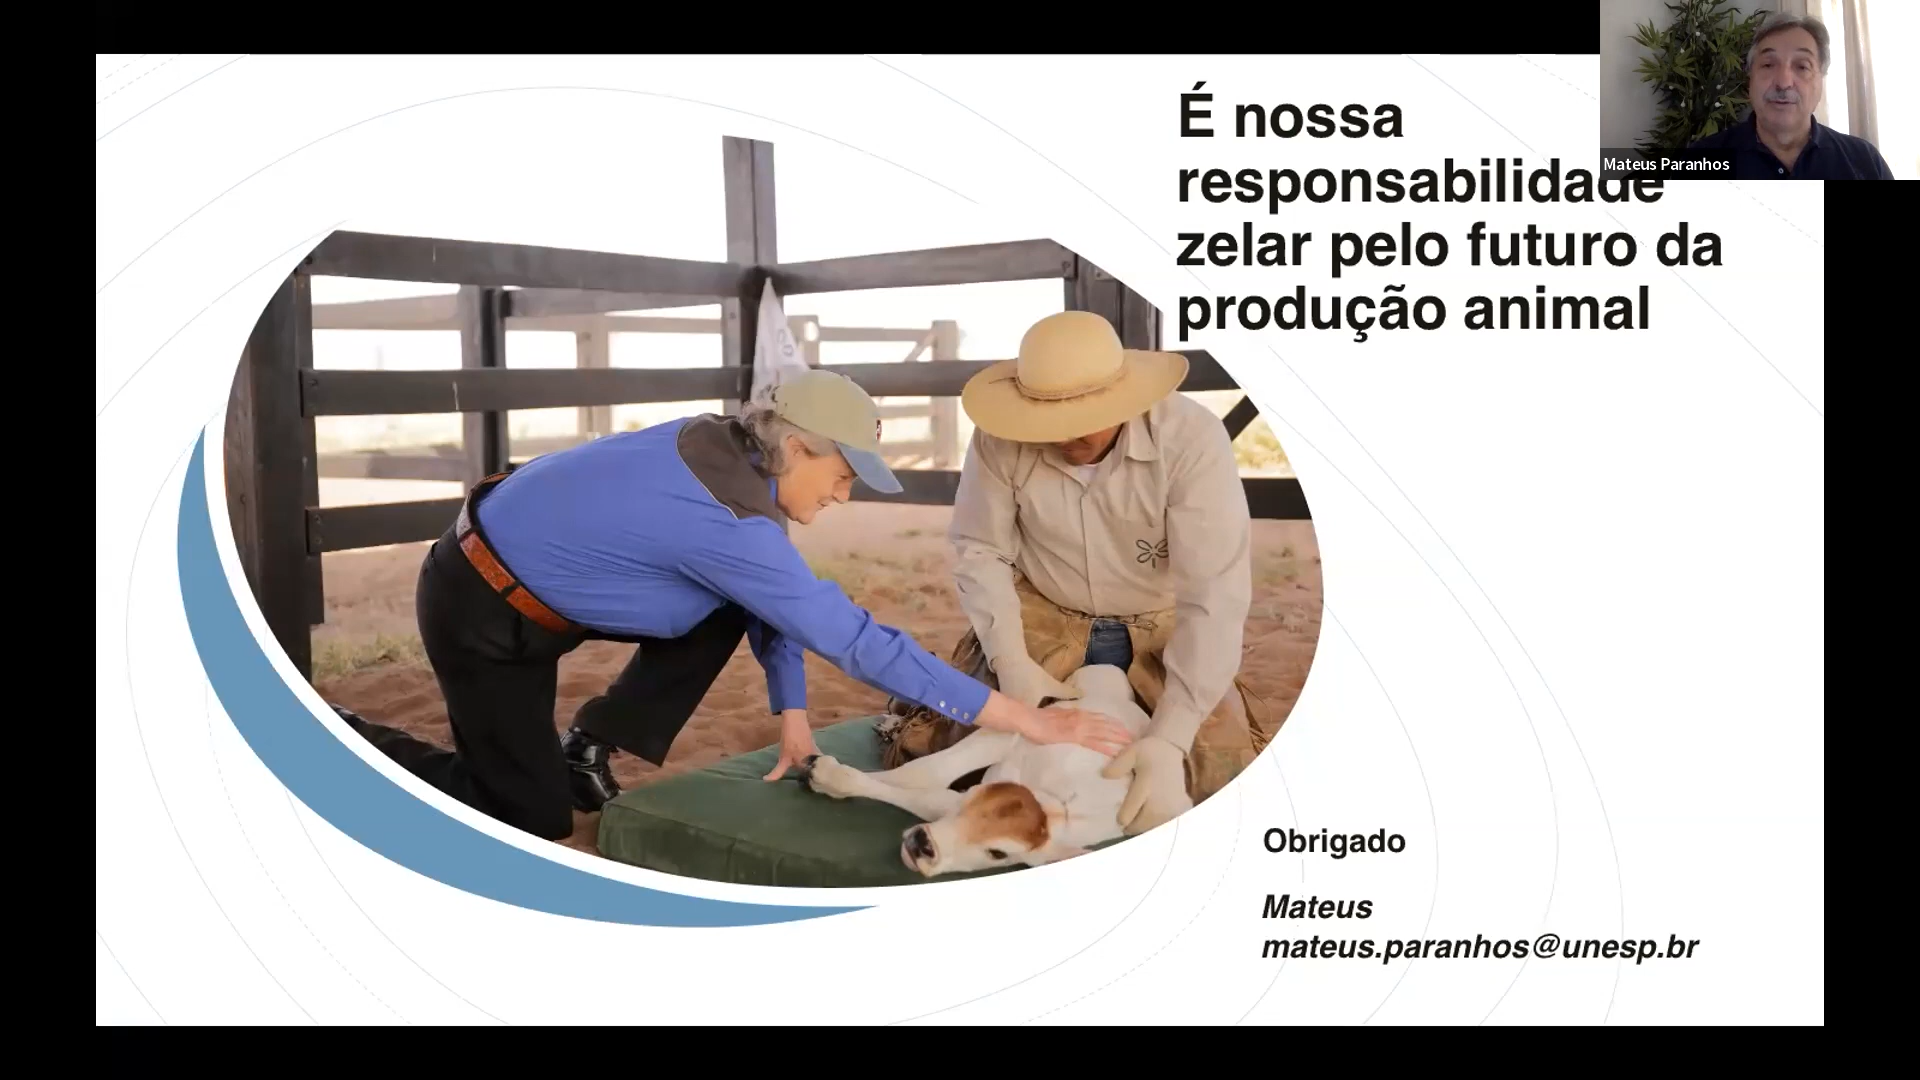 É nossa
responsabilidade
zelar pelo futuro da
produção animal
Mateus Paranhos
Obrigado
Mateus
mateus.paranhos@unesp.br